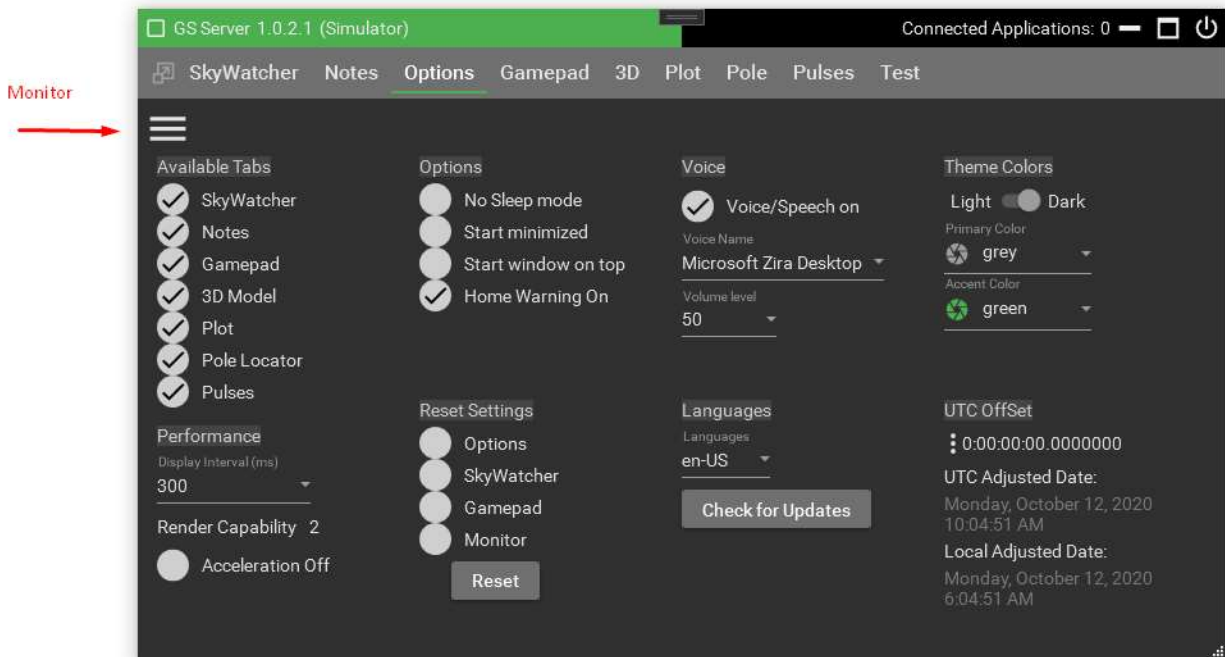 GS Server 1.0.2.1 (Simulator)
Connected Applications: 0
SkyWatcher Notes Options Gamepad 3D Plot Pole Pulses Test
Monitor
Available Tabs
SkyWatcher
Notes
Gamepad
3D Model
Plot
Pole Locator
Pulses
Performance
Display Interval (ms)
300
Render Capability 2
Acceleration Off
Options
No Sleep mode
Start minimized
Start window on top
Home Warning On
Reset Settings
Options
SkyWatcher
Gamepad
Monitor
Reset
Voice
Voice/Speech on
Voice Name
Microsoft Zira Desktop
Volume level
50
Languages
Languages
en-US
Check for Updates
Theme Colors
Light Dark
Primary Color
grey
Accent Color
green
UTC OffSet
0:00:00:00.0000000
UTC Adjusted Date:
Monday, October 12, 2020
10:04:51 AM
Local Adjusted Date:
Monday, October 12, 2020
6:04:51 AM